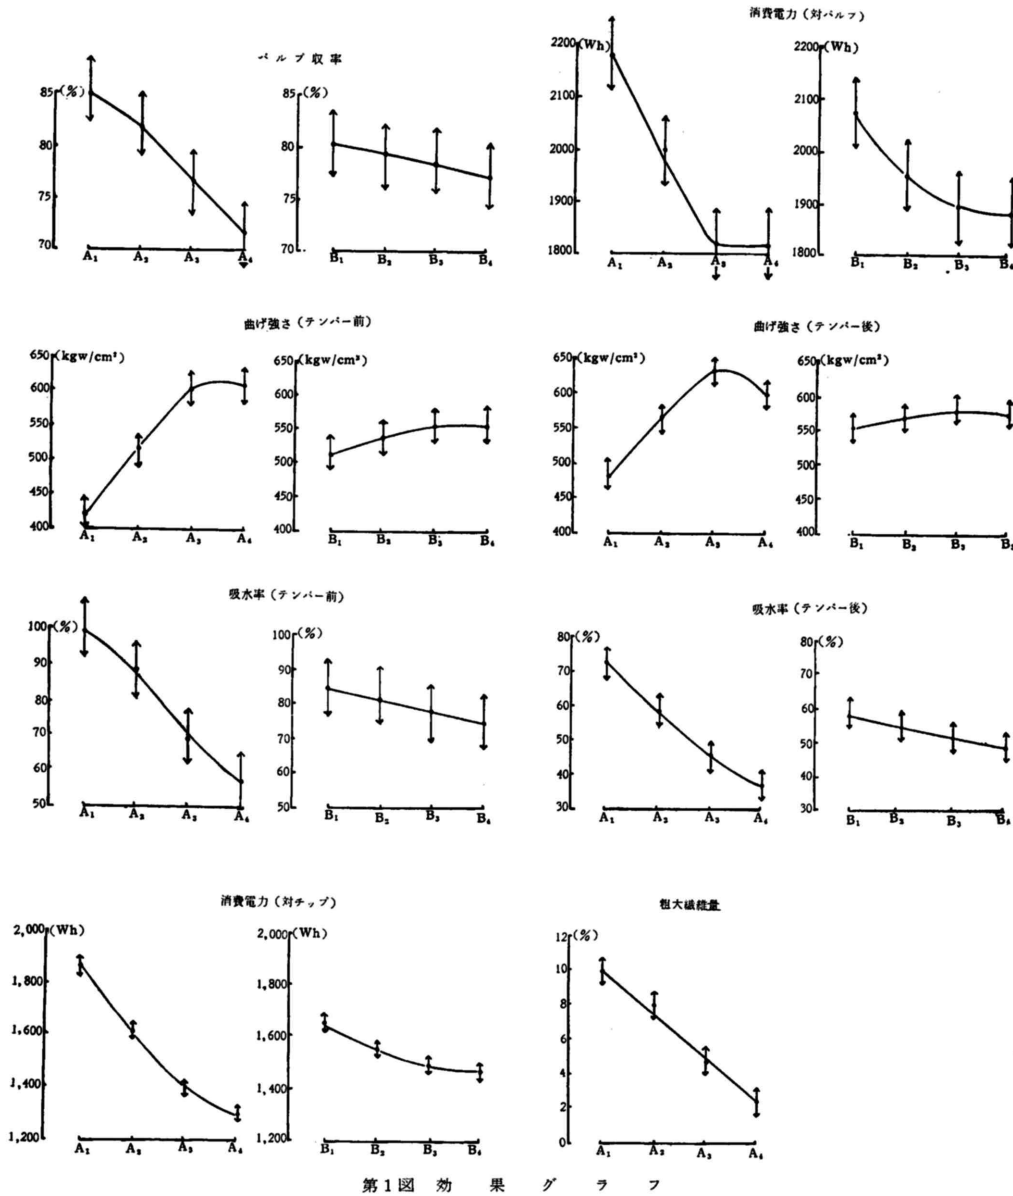 パルプ収率
85 (%) 80 75 70 A₁ A₂ A₃ A₄
85 (%) 80 75 70 B₁ B₂ B₃ B₄
消費電力(対パルプ)
2200 (Wh) 2100 2000 1900 1800 A₁ A₂ A₃ A₄
2200 (Wh) 2100 2000 1900 1800 B₁ B₂ B₃ B₄
曲げ強さ(テンパー前)
650 (kgw/cm²) 600 550 500 450 400 A₁ A₂ A₃ A₄
650 (kgw/cm²) 600 550 500 450 400 B₁ B₂ B₃ B₄
曲げ強さ(テンパー後)
650 (kgw/cm²) 600 550 500 450 400 A₁ A₂ A₃ A₄
650 (kgw/cm²) 600 550 500 450 400 B₁ B₂ B₃
吸水率(テンパー前)
100 (%) 90 80 70 60 50 A₁ A₂ A₃ A₄
100 (%) 90 80 70 60 50 B₁ B₂ B₃ B₄
吸水率(テンパー後)
80 (%) 70 60 50 40 30 A₁ A₂ A₃ A₄
80 (%) 70 60 50 40 30 B₁ B₂ B₃ B₄
消費電力(対チップ)
2,000 (Wh) 1,800 1,600 1,400 1,200 A₁ A₂ A₃ A₄
2,000 (Wh) 1,800 1,600 1,400 1,200 B₁ B₂ B₃ B₄
粗大繊維量
12 (%) 10 8 6 4 2 0 A₁ A₂ A₃ A₄
第1図 効果グラフ